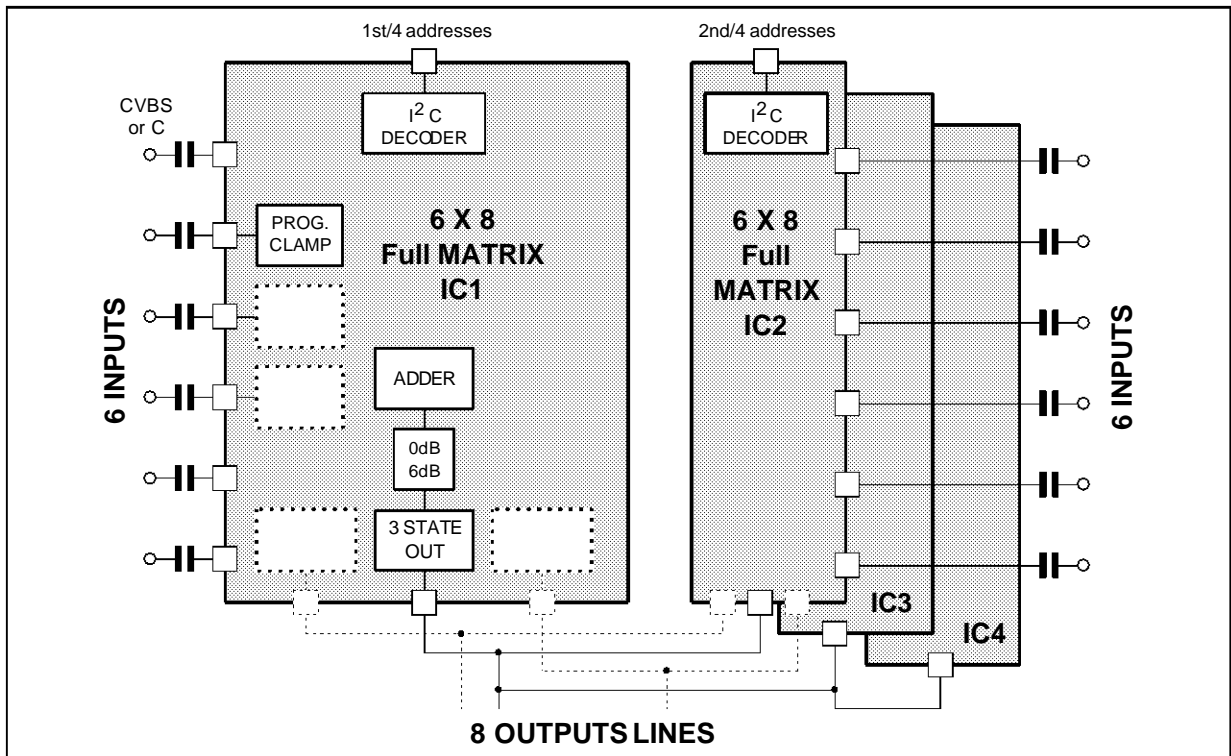 1st/4 addresses
2nd/4 addresses
CVBS
or C
I2C
DECODER
I2C
DECODER
PROG.
CLAMP
6 X 8
Full MATRIX
IC1
6 X 8
Full
MATRIX
IC2
6 INPUTS
6 INPUTS
ADDER
0dB
6dB
3 STATE
OUT
IC3
IC4
8 OUTPUTS LINES